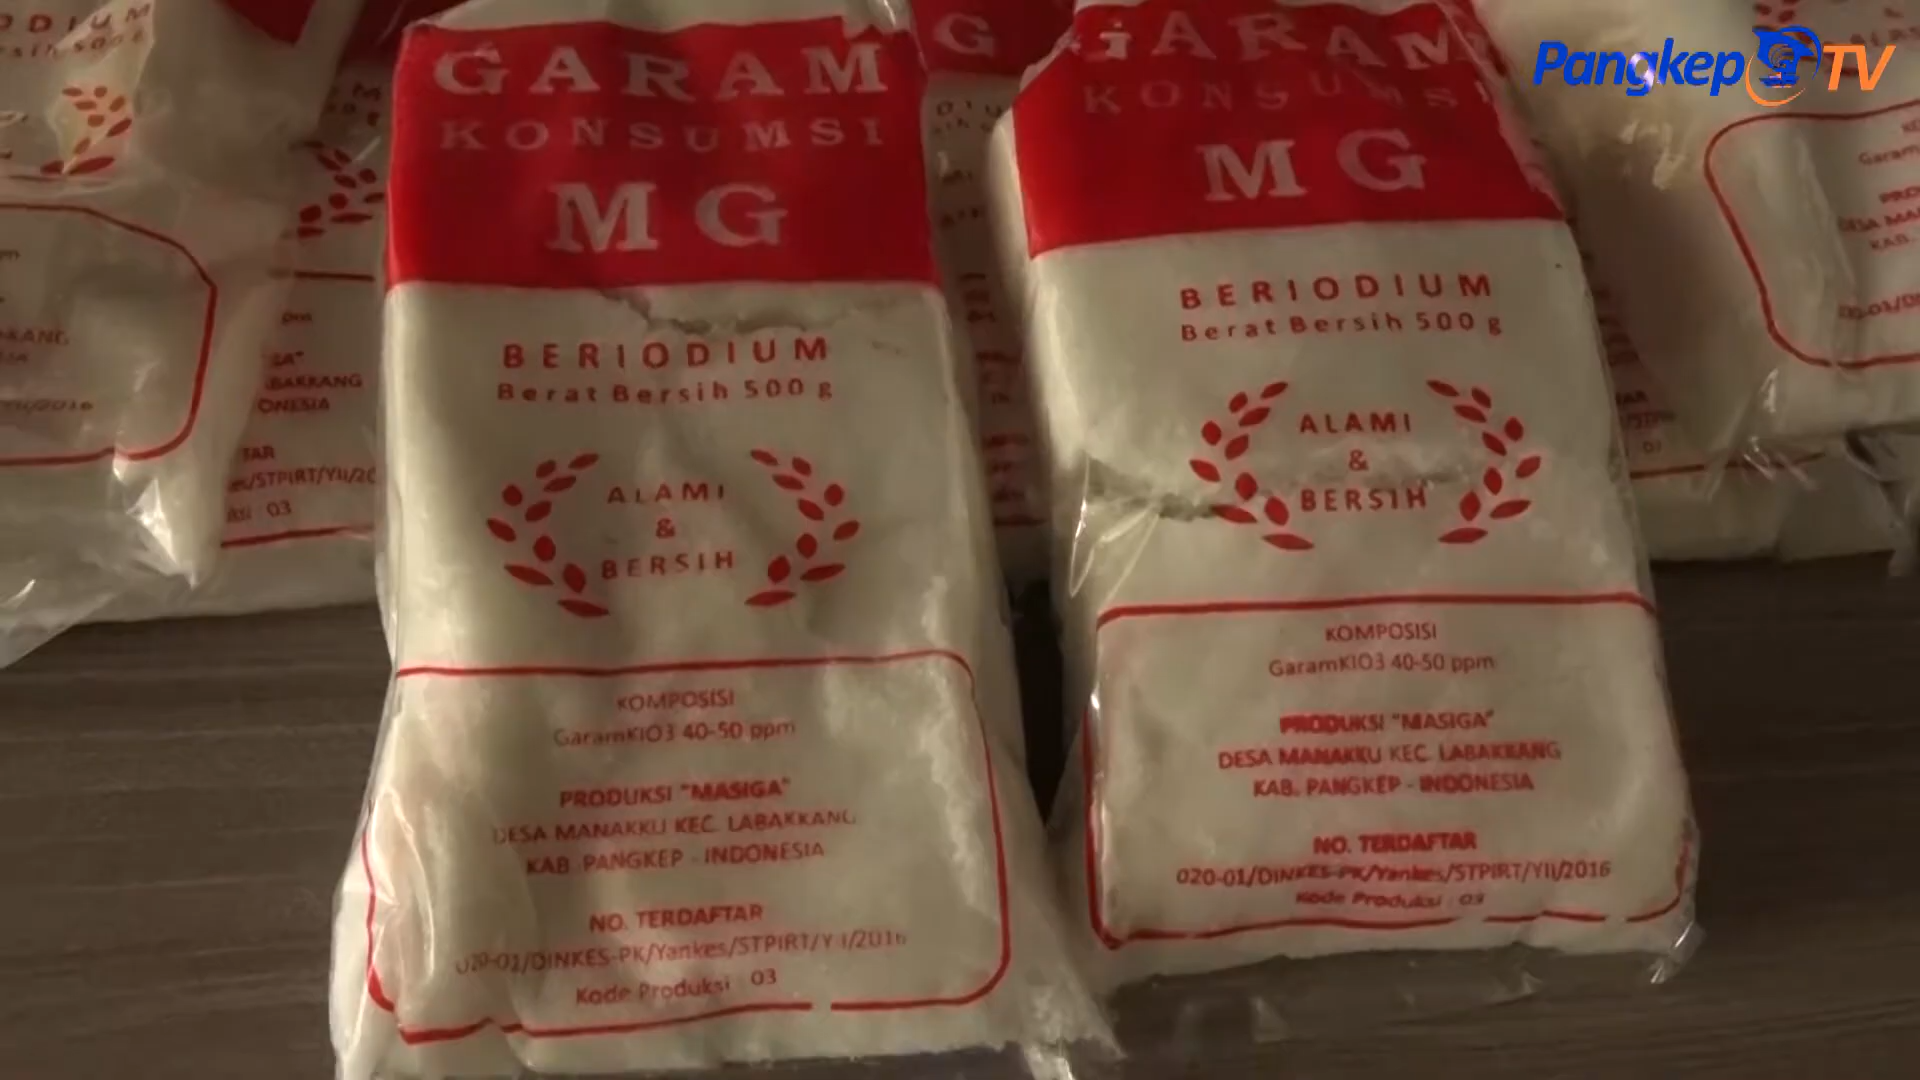 Pangkep TV
GARAM
KONSUMSI
MG
BERIODIUM
Berat Bersih 500 g
ALAMI
&
BERSIH
KOMPOSISI
GaramKIO3 40-50 ppm
PRODUKSI "MASIGA"
DESA MANAKKU KEC. LABAKKANG
KAB. PANGKEP - INDONESIA
NO. TERDAFTAR
020-01/DINKES-PK/Yankes/STPIRT/YII/2016
Kode Produksi : 03
GARAM
KONSUMSI
MG
BERIODIUM
Berat Bersih 500 g
ALAMI
&
BERSIH
KOMPOSISI
GaramKIO3 40-50 ppm
PRODUKSI "MASIGA"
DESA MANAKKU KEC. LABAKKANG
KAB. PANGKEP - INDONESIA
NO. TERDAFTAR
020-01/DINKES-PK/Yankes/STPIRT/YII/2016
Kode Produksi : 03